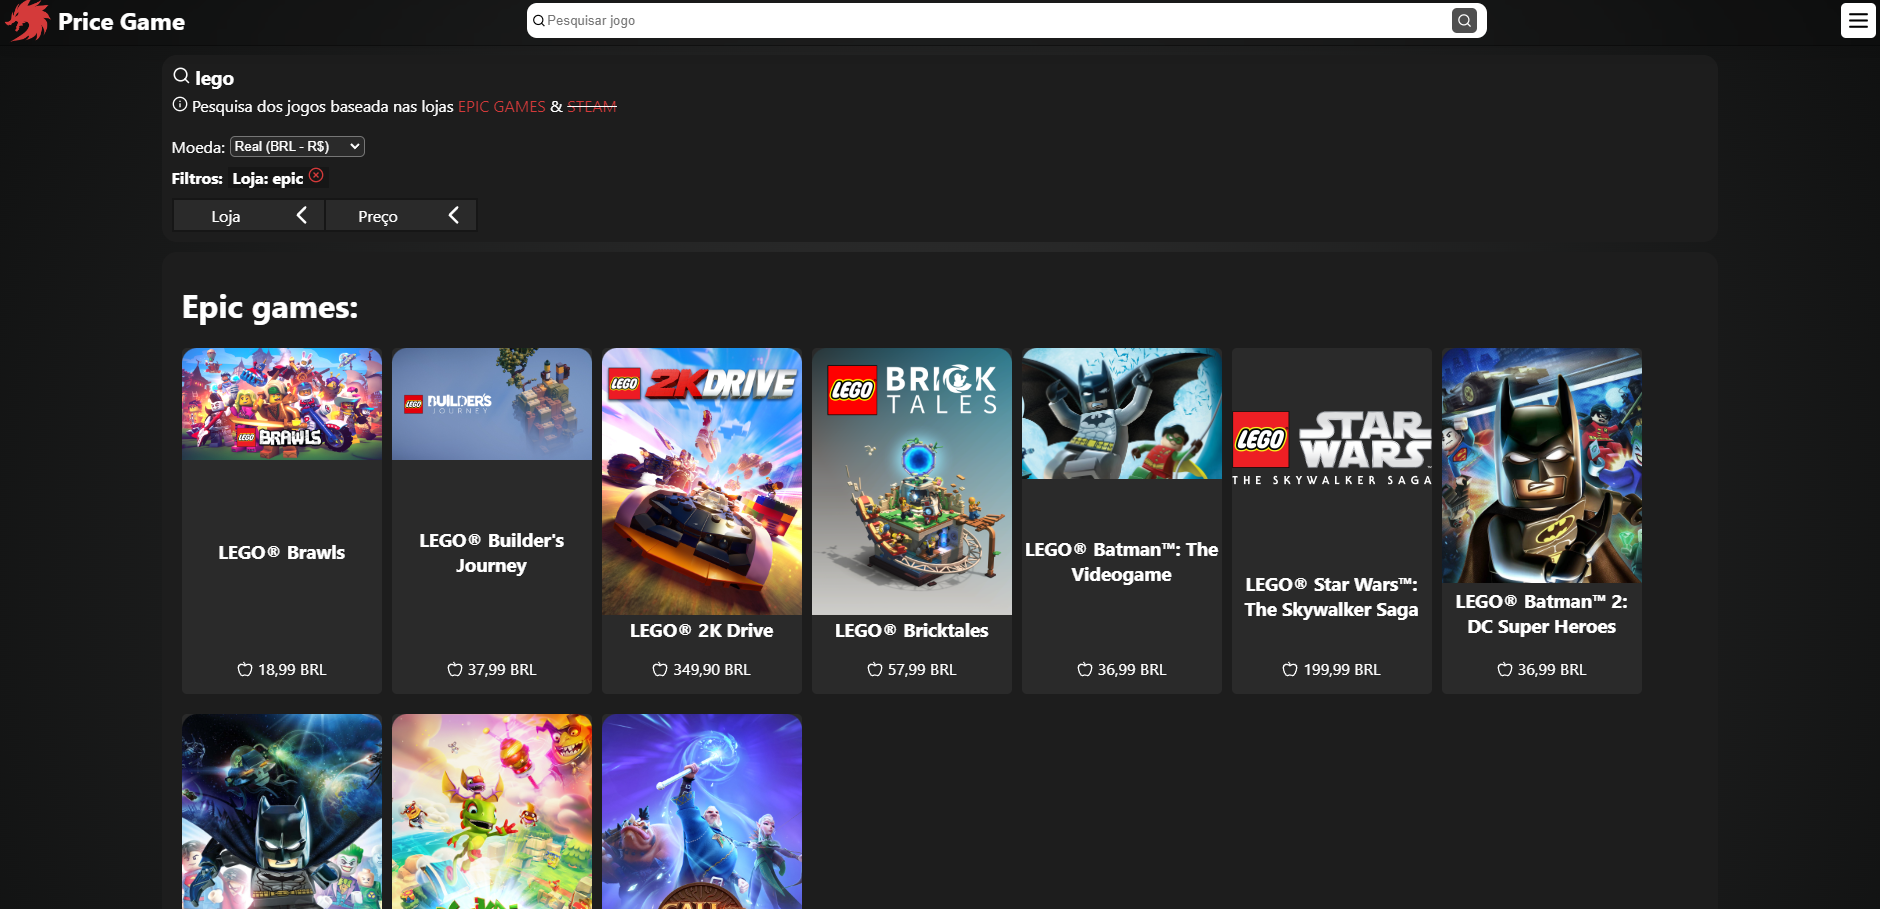 Price Game
Pesquisar jogo
lego
Pesquisa dos jogos baseada nas lojas EPIC GAMES & STEAM
Moeda: Real (BRL - R$)
Filtros: Loja: epic
Loja
Preço
Epic games:
LEGO BRAWLS
LEGO® Brawls
18,99 BRL
LEGO BUILDER'S
JOURNEY
LEGO® Builder's
Journey
37,99 BRL
LEGO 2KDRIVE
LEGO® 2K Drive
349,90 BRL
LEGO BRICK
TALES
LEGO® Bricktales
57,99 BRL
LEGO® Batman™: The
Videogame
36,99 BRL
LEGO STAR
WARS
THE SKYWALKER SAGA
LEGO® Star Wars™:
The Skywalker Saga
199,99 BRL
LEGO® Batman™ 2:
DC Super Heroes
36,99 BRL